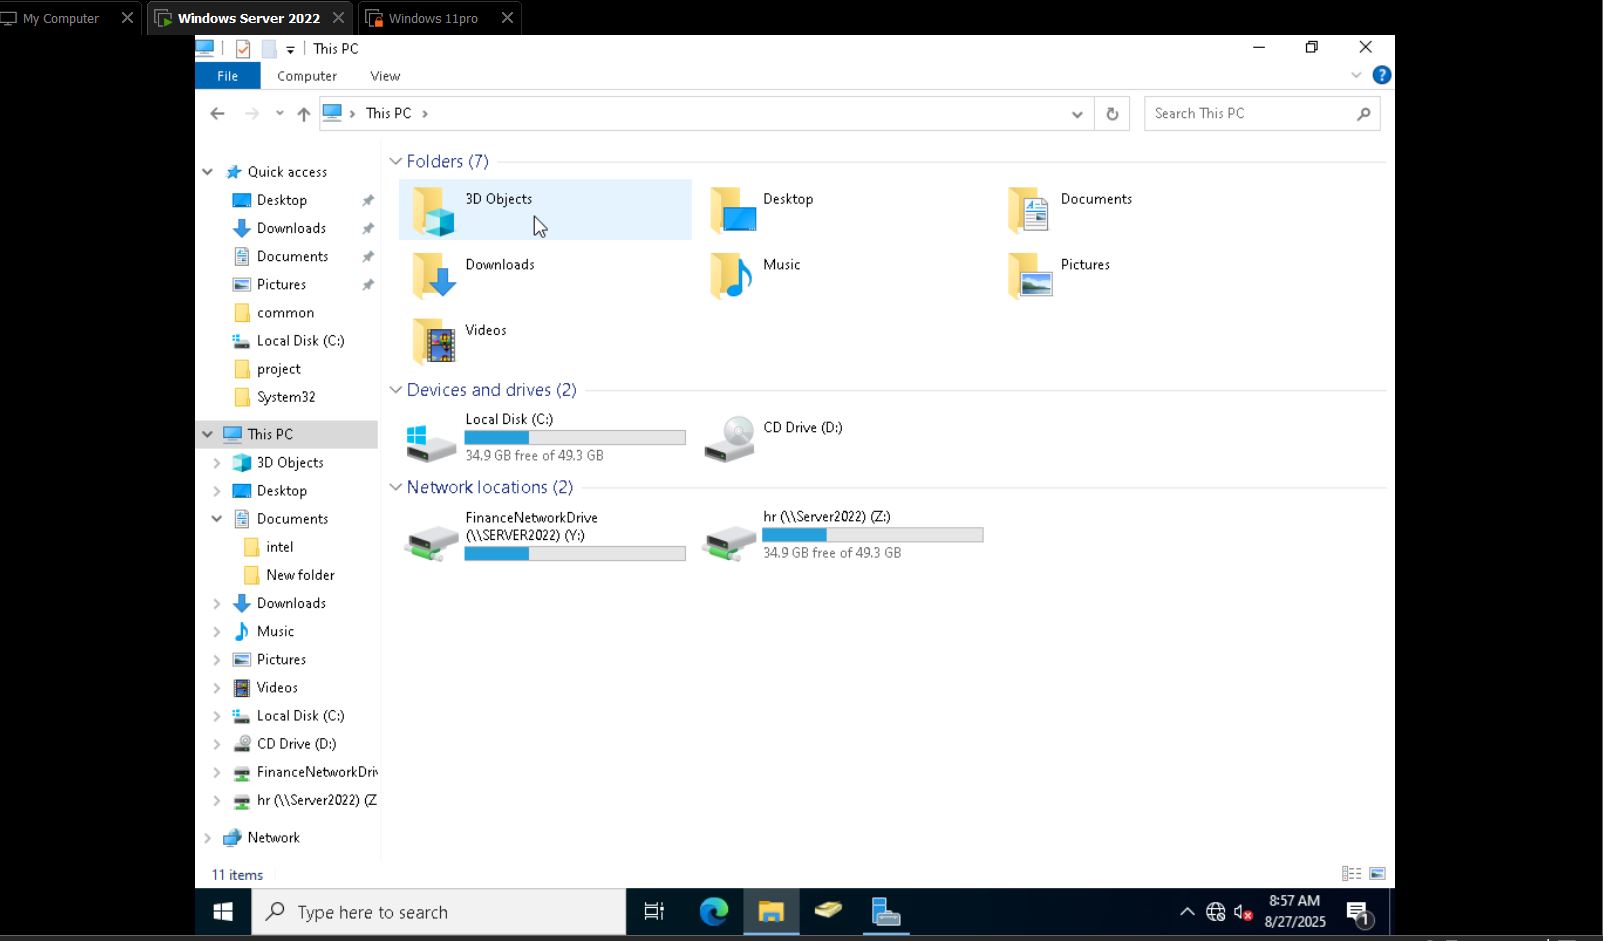 My Computer
Windows Server 2022
Windows 11pro
This PC
File
Computer
View
This PC
Search This PC
Quick access
Desktop
Downloads
Documents
Pictures
common
Local Disk (C:)
project
System32
This PC
3D Objects
Desktop
Documents
intel
New folder
Downloads
Music
Pictures
Videos
Local Disk (C:)
CD Drive (D:)
FinanceNetworkDriv
hr (\\Server2022) (Z
Network
Folders (7)
3D Objects
Desktop
Documents
Downloads
Music
Pictures
Videos
Devices and drives (2)
Local Disk (C:)
34.9 GB free of 49.3 GB
CD Drive (D:)
Network locations (2)
FinanceNetworkDrive
(\\SERVER2022) (Y:)
hr (\\Server2022) (Z:)
34.9 GB free of 49.3 GB
11 items
Type here to search
8:57 AM
8/27/2025
1